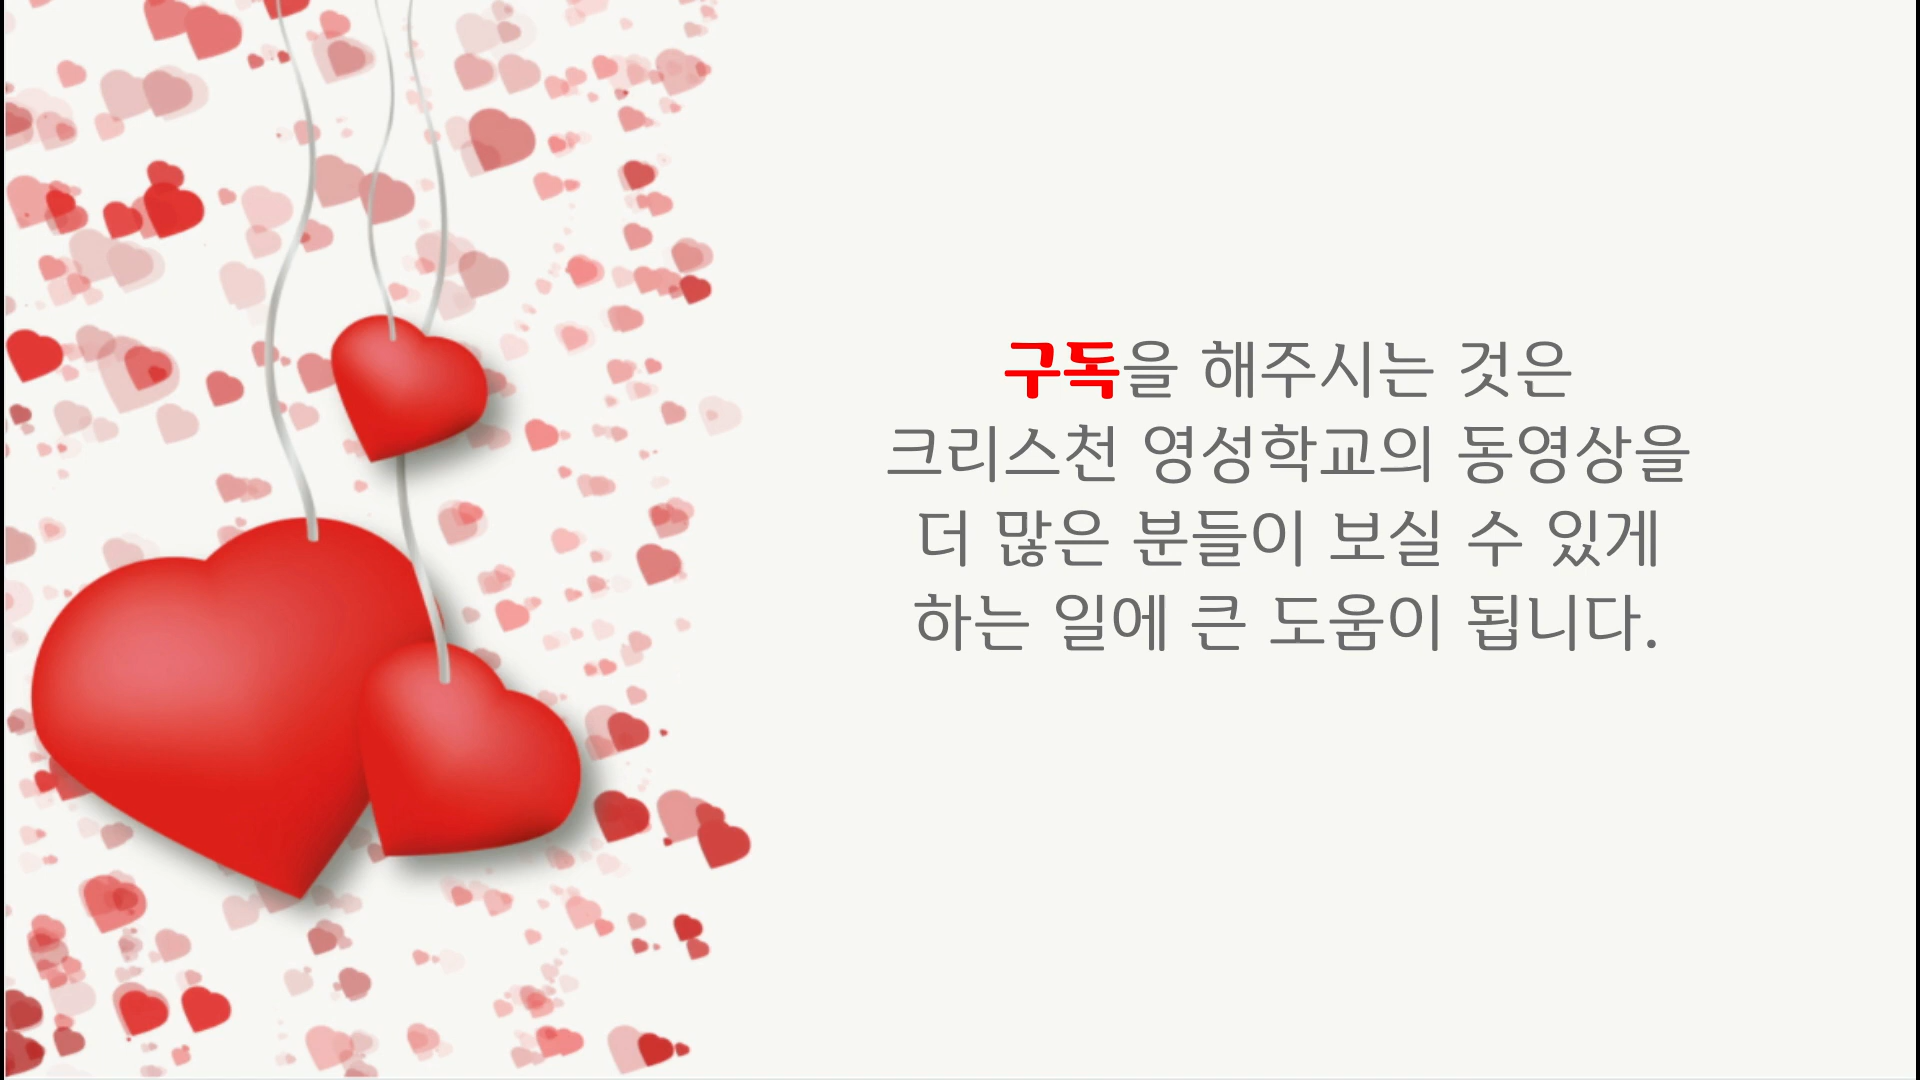 구독을 해주시는 것은
크리스천 영성학교의 동영상을
더 많은 분들이 보실 수 있게
하는 일에 큰 도움이 됩니다.